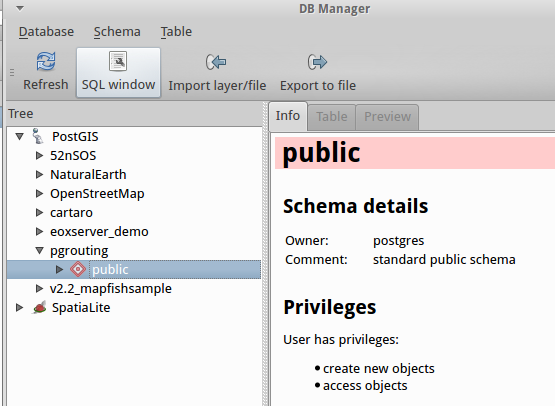 DB Manager
Database Schema Table
Refresh SQL window Import layer/file Export to file
Tree
PostGIS
52nSOS
NaturalEarth
OpenStreetMap
cartaro
eoxserver_demo
pgrouting
public
v2.2_mapfishsample
SpatiaLite
Info Table Preview
public
Schema details
Owner: postgres
Comment: standard public schema
Privileges
User has privileges:
• create new objects
• access objects